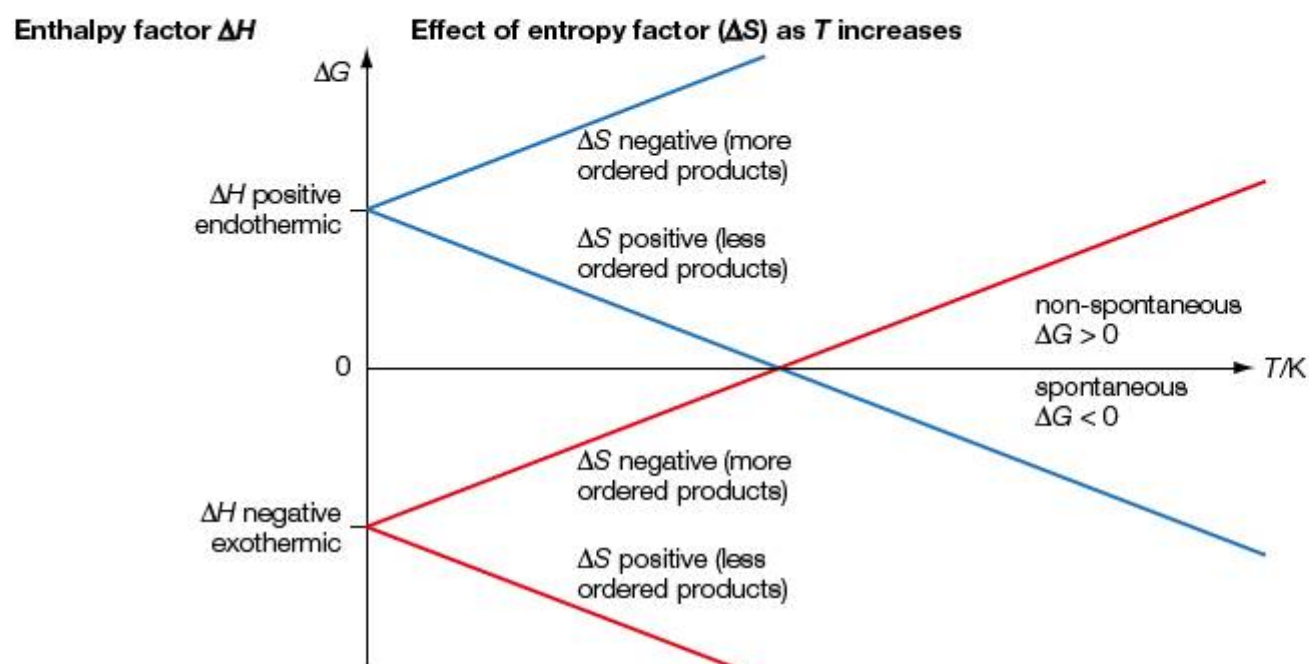 Enthalpy factor ΔH
Effect of entropy factor (ΔS) as T increases
ΔG
ΔS negative (more
ordered products)
ΔH positive
endothermic
ΔS positive (less
ordered products)
non-spontaneous
ΔG > 0
0
T/K
spontaneous
ΔG < 0
ΔS negative (more
ordered products)
ΔH negative
exothermic
ΔS positive (less
ordered products)